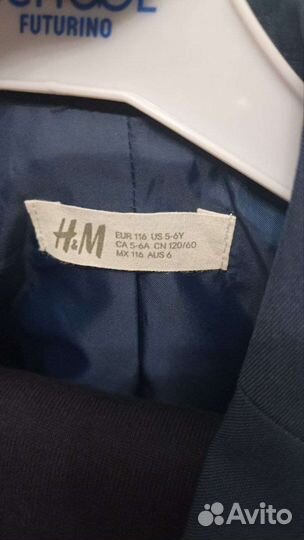 FUTURINO
H&M
EUR 116 US 5-6Y
CA 5-6A CN 120/60
MX 116 AUS 6
Avito